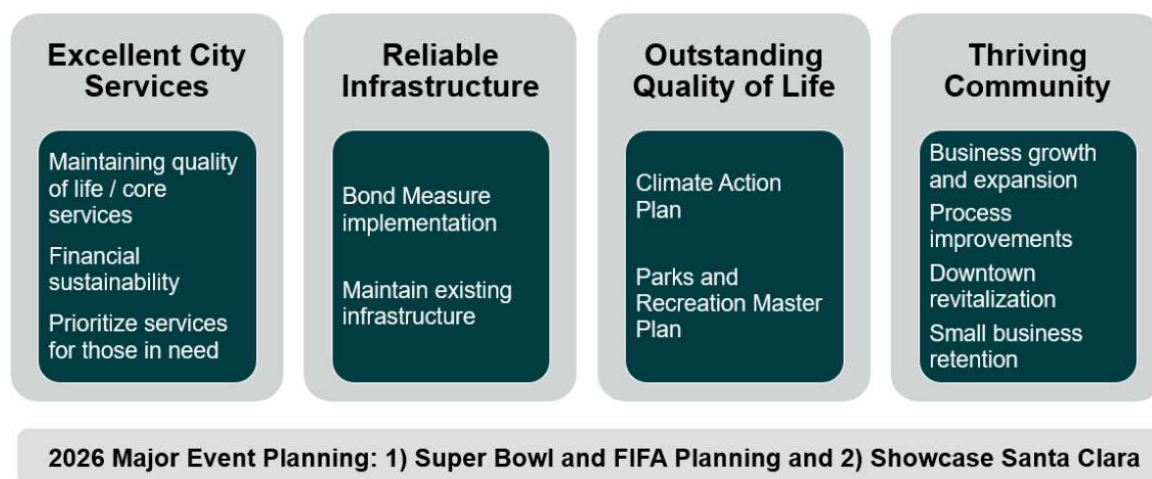 Excellent City
Services
Maintaining quality
of life / core
services
Financial
sustainability
Prioritize services
for those in need
Reliable
Infrastructure
Bond Measure
implementation
Maintain existing
infrastructure
Outstanding
Quality of Life
Climate Action
Plan
Parks and
Recreation Master
Plan
Thriving
Community
Business growth
and expansion
Process
improvements
Downtown
revitalization
Small business
retention
2026 Major Event Planning: 1) Super Bowl and FIFA Planning and 2) Showcase Santa Clara